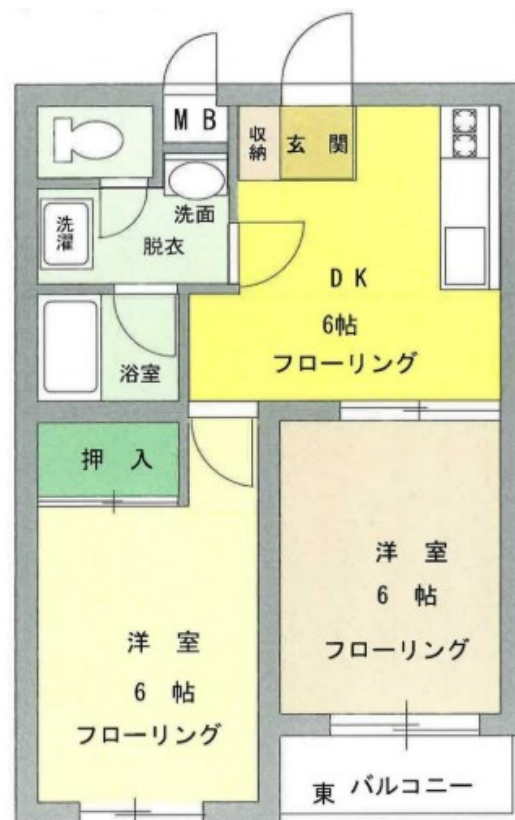 MB
収納
玄関
洗面
洗濯
脱衣
DK
6帖
フローリング
浴室
押入
洋室
6帖
フローリング
洋室
6帖
フローリング
東 バルコニー